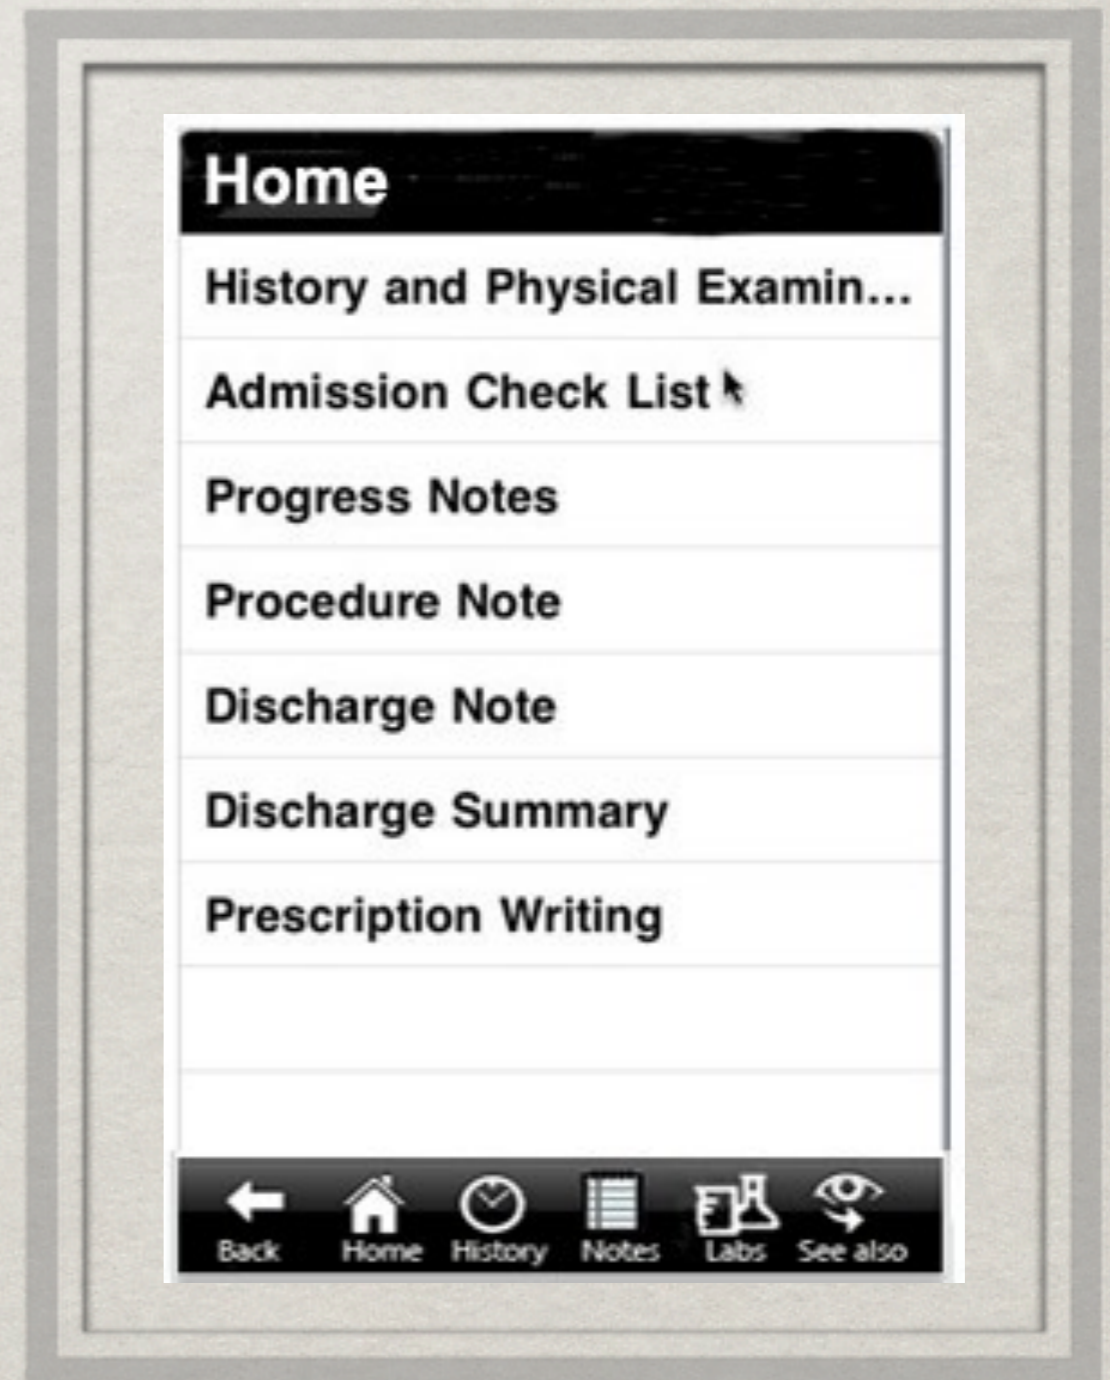 Home
History and Physical Examin...
Admission Check List
Progress Notes
Procedure Note
Discharge Note
Discharge Summary
Prescription Writing
Back Home History Notes Labs See also